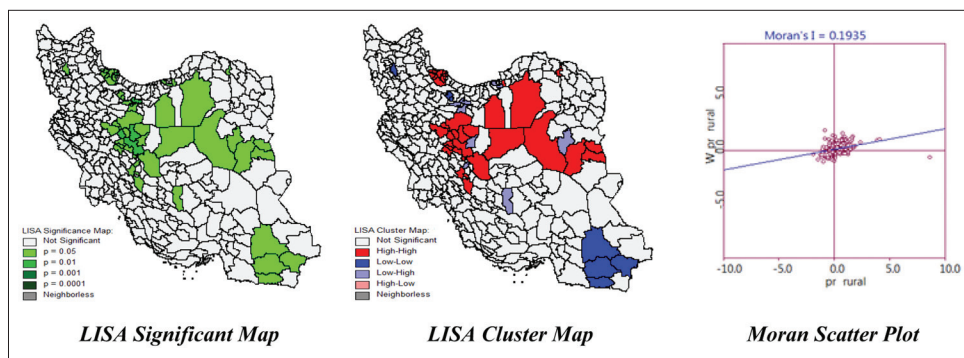 LISA Significance Map:
Not Significant
p = 0.05
p = 0.01
p = 0.001
p = 0.0001
Neighborless
LISA Significant Map
LISA Cluster Map:
Not Significant
High-High
Low-Low
Low-High
High-Low
Neighborless
LISA Cluster Map
Moran's I = 0.1935
W_pr rural
5.0
0.0
-5.0
-10.0 -5.0 0.0 5.0 10.0
pr rural
Moran Scatter Plot